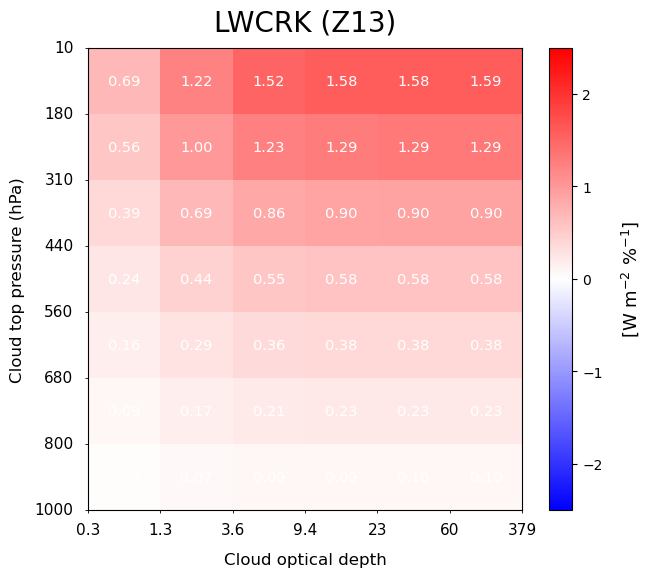 LWCRK (Z13)
10
180
310
440
560
680
800
1000
Cloud top pressure (hPa)
0.69 1.22 1.52 1.58 1.58 1.59
0.56 1.00 1.23 1.29 1.29 1.29
0.39 0.69 0.86 0.90 0.90 0.90
0.24 0.44 0.55 0.58 0.58 0.58
0.16 0.29 0.36 0.38 0.38 0.38
0.09 0.17 0.21 0.23 0.23 0.23
0.3 1.3 3.6 9.4 23 60 379
Cloud optical depth
2
1
0
−1
−2
[W m⁻² %⁻¹]